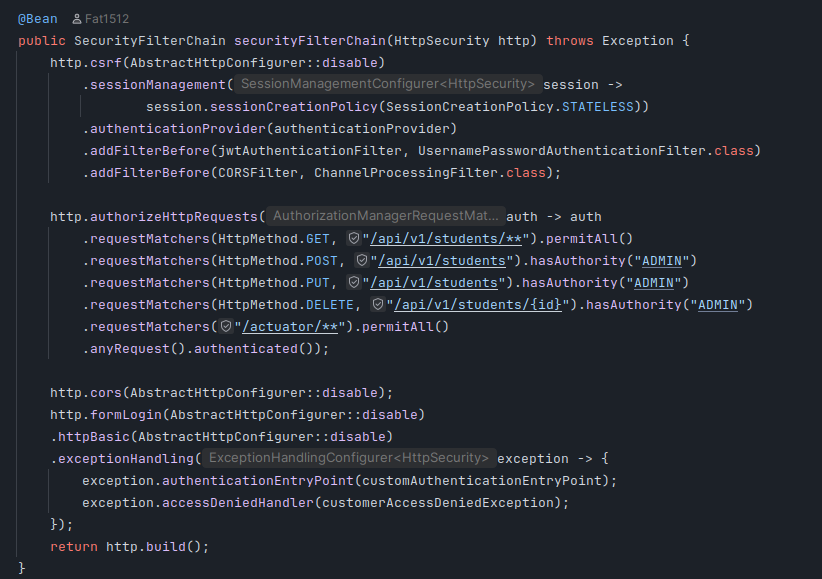 @Bean Fat1512
public SecurityFilterChain securityFilterChain(HttpSecurity http) throws Exception {
    http.csrf(AbstractHttpConfigurer::disable)
        .sessionManagement( SessionManagementConfigurer<HttpSecurity> session ->
                session.sessionCreationPolicy(SessionCreationPolicy.STATELESS))
        .authenticationProvider(authenticationProvider)
        .addFilterBefore(jwtAuthenticationFilter, UsernamePasswordAuthenticationFilter.class)
        .addFilterBefore(CORSFilter, ChannelProcessingFilter.class);
    http.authorizeHttpRequests( AuthorizationManagerRequestMat... auth -> auth
        .requestMatchers(HttpMethod.GET, "/api/v1/students/**").permitAll()
        .requestMatchers(HttpMethod.POST, "/api/v1/students").hasAuthority("ADMIN")
        .requestMatchers(HttpMethod.PUT, "/api/v1/students").hasAuthority("ADMIN")
        .requestMatchers(HttpMethod.DELETE, "/api/v1/students/{id}").hasAuthority("ADMIN")
        .requestMatchers( "/actuator/**").permitAll()
        .anyRequest().authenticated());
    http.cors(AbstractHttpConfigurer::disable);
    http.formLogin(AbstractHttpConfigurer::disable)
    .httpBasic(AbstractHttpConfigurer::disable)
    .exceptionHandling( ExceptionHandlingConfigurer<HttpSecurity> exception -> {
        exception.authenticationEntryPoint(customAuthenticationEntryPoint);
        exception.accessDeniedHandler(customerAccessDeniedException);
    });
    return http.build();
}